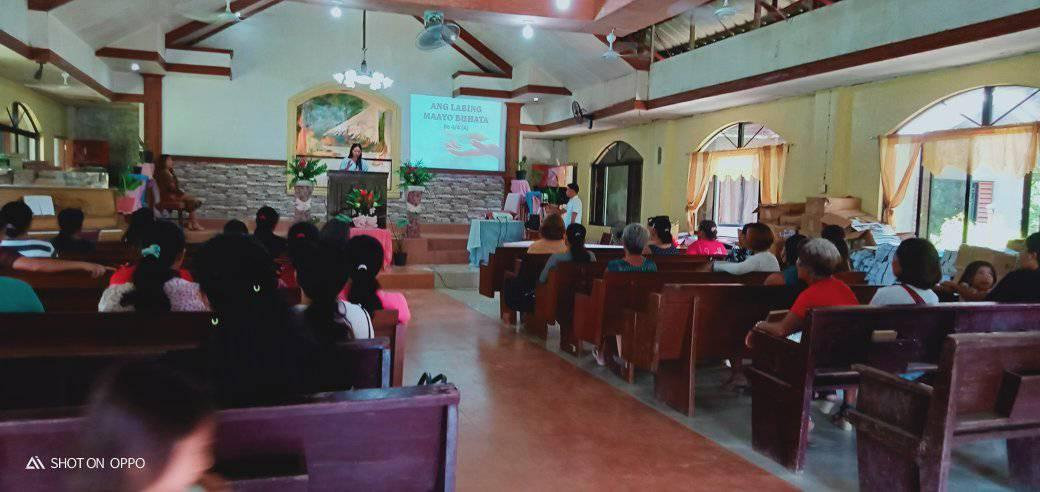 ANG LABING
MAAYO BUHATA
SHOT ON OPPO